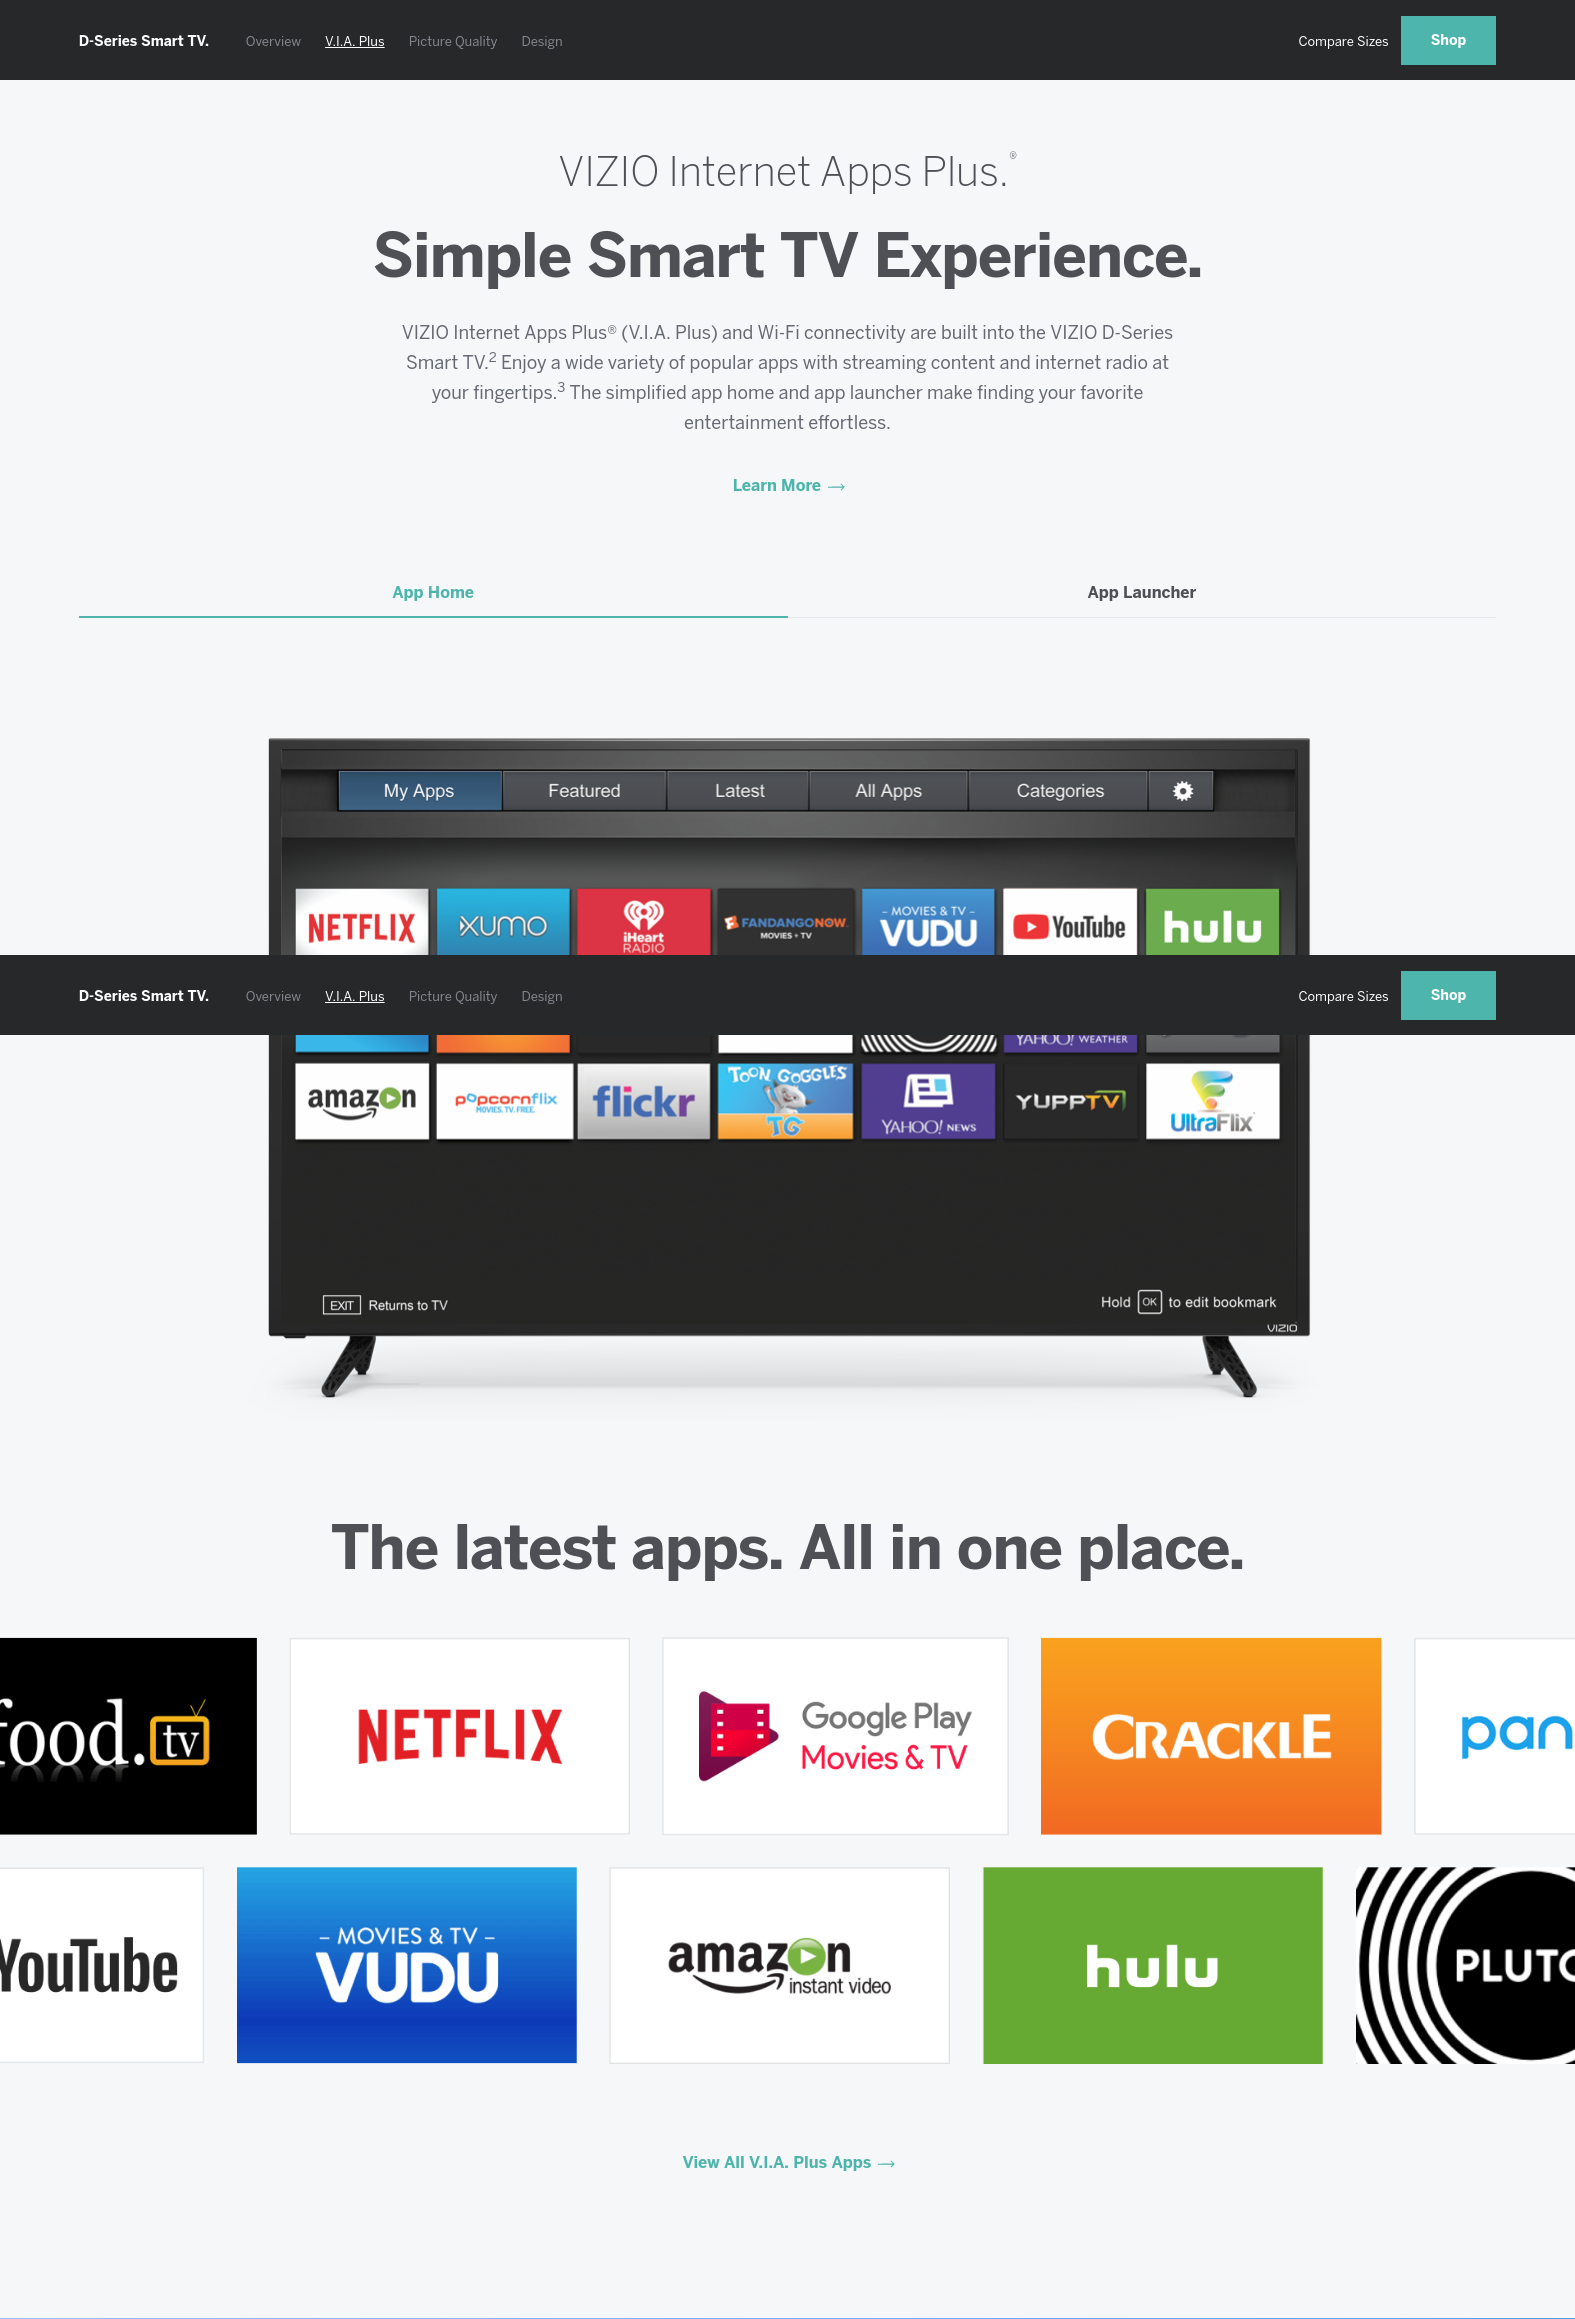 D-Series Smart TV. Overview V.I.A. Plus Picture Quality Design Compare Sizes Shop
VIZIO Internet Apps Plus.®
Simple Smart TV Experience.
VIZIO Internet Apps Plus® (V.I.A. Plus) and Wi-Fi connectivity are built into the VIZIO D-Series
Smart TV.2 Enjoy a wide variety of popular apps with streaming content and internet radio at
your fingertips.3 The simplified app home and app launcher make finding your favorite
entertainment effortless.
Learn More →
App Home App Launcher
My Apps Featured Latest All Apps Categories
NETFLIX XUMO iHeart RADIO FANDANGONOW MOVIES + TV – MOVIES & TV – VUDU YouTube hulu
D-Series Smart TV. Overview V.I.A. Plus Picture Quality Design Compare Sizes Shop
YAHOO! WEATHER
amazon popcornflix MOVIES. TV. FREE. flickr TOON GOGGLES TG YAHOO! NEWS YUPPTV UltraFlix
EXIT Returns to TV Hold OK to edit bookmark
VIZIO
The latest apps. All in one place.
food.tv NETFLIX Google Play Movies & TV CRACKLE pan
YouTube – MOVIES & TV – VUDU amazon instant video hulu PLUTO
View All V.I.A. Plus Apps →